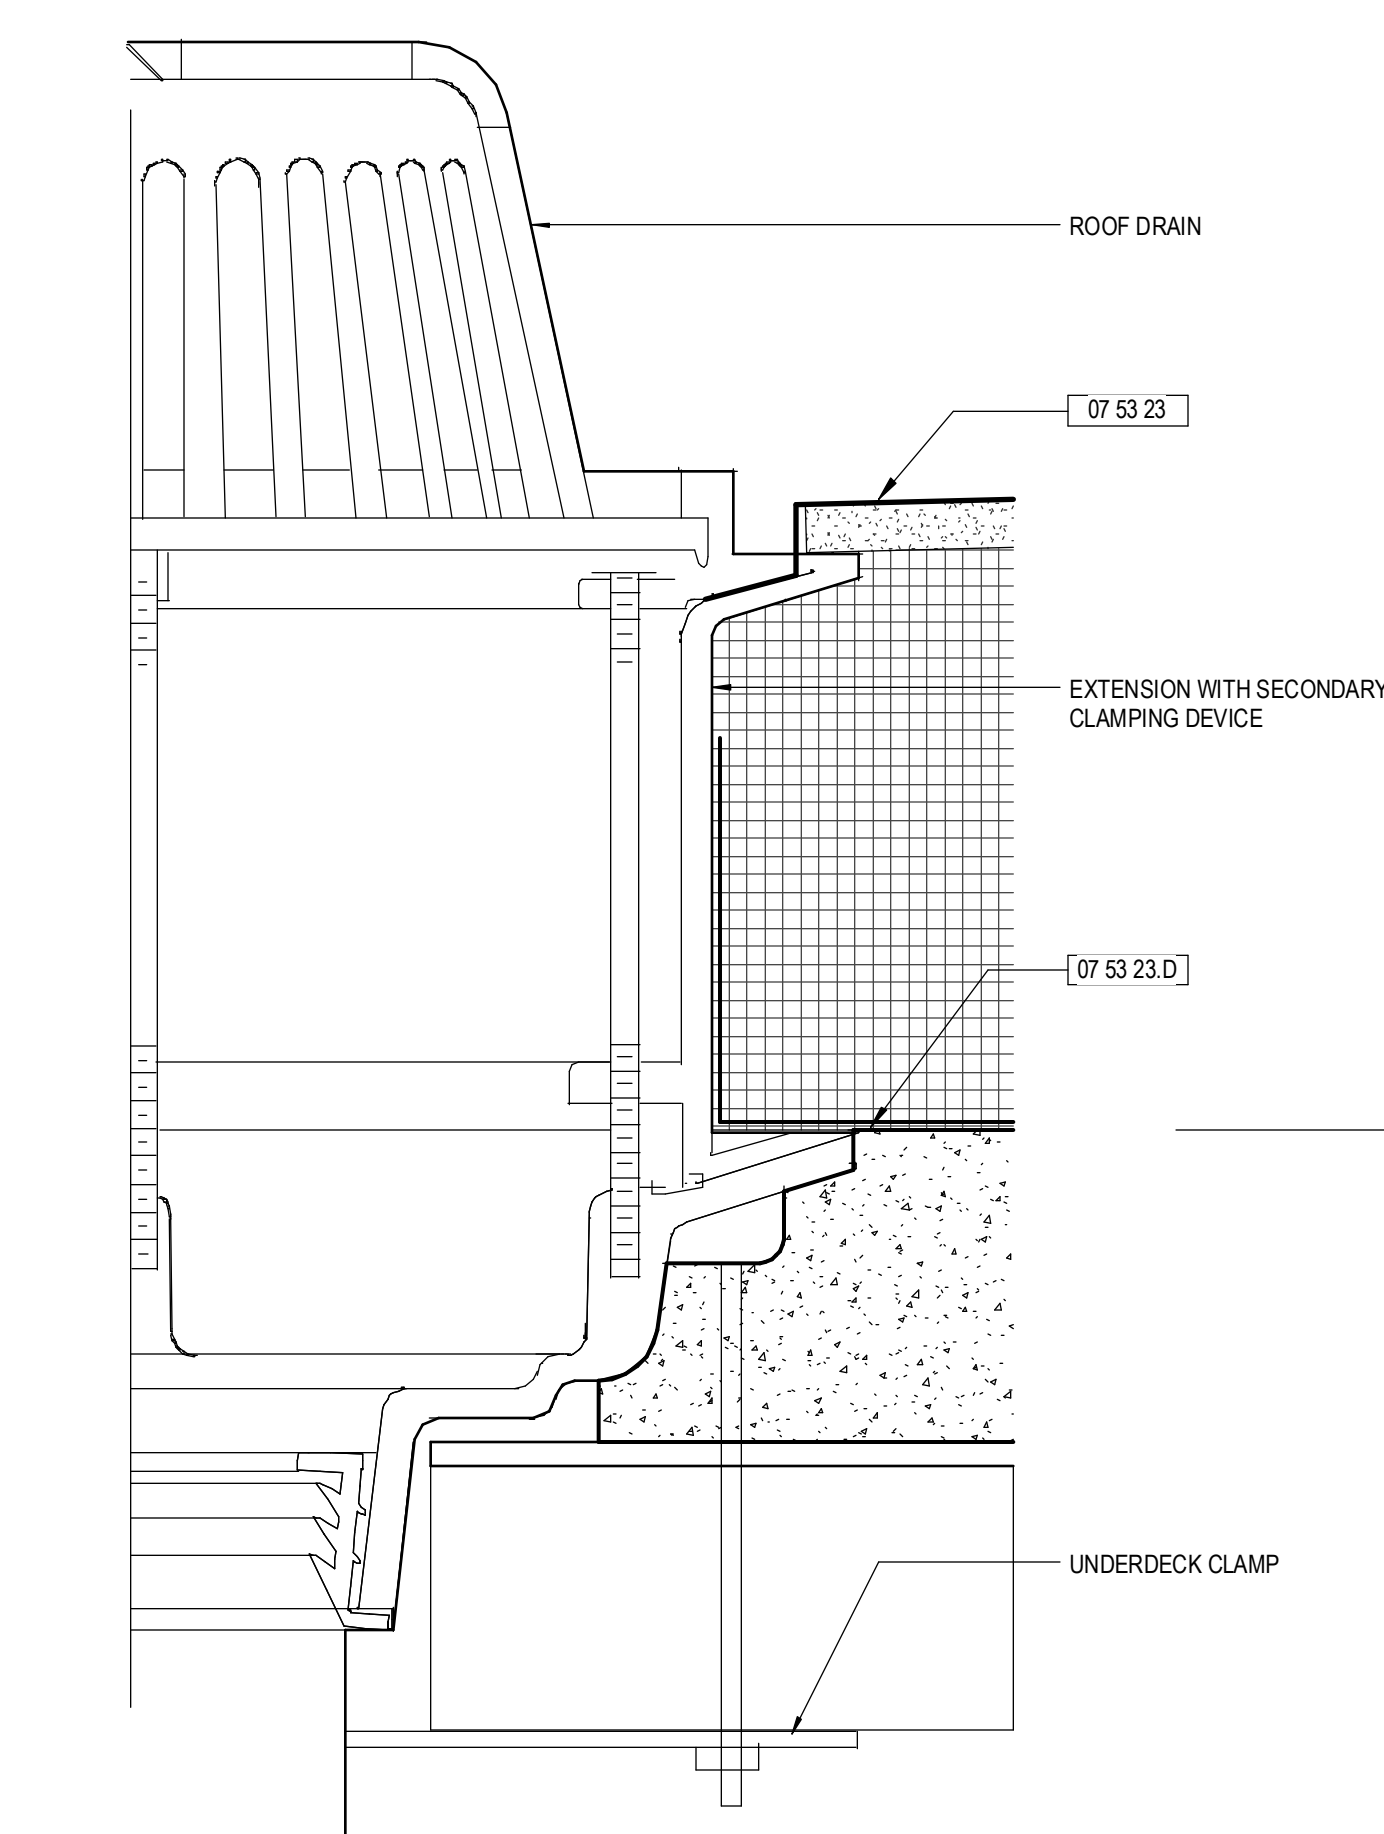 ROOF DRAIN
07 53 23
EXTENSION WITH SECONDARY
CLAMPING DEVICE
07 53 23.D
UNDERDECK CLAMP